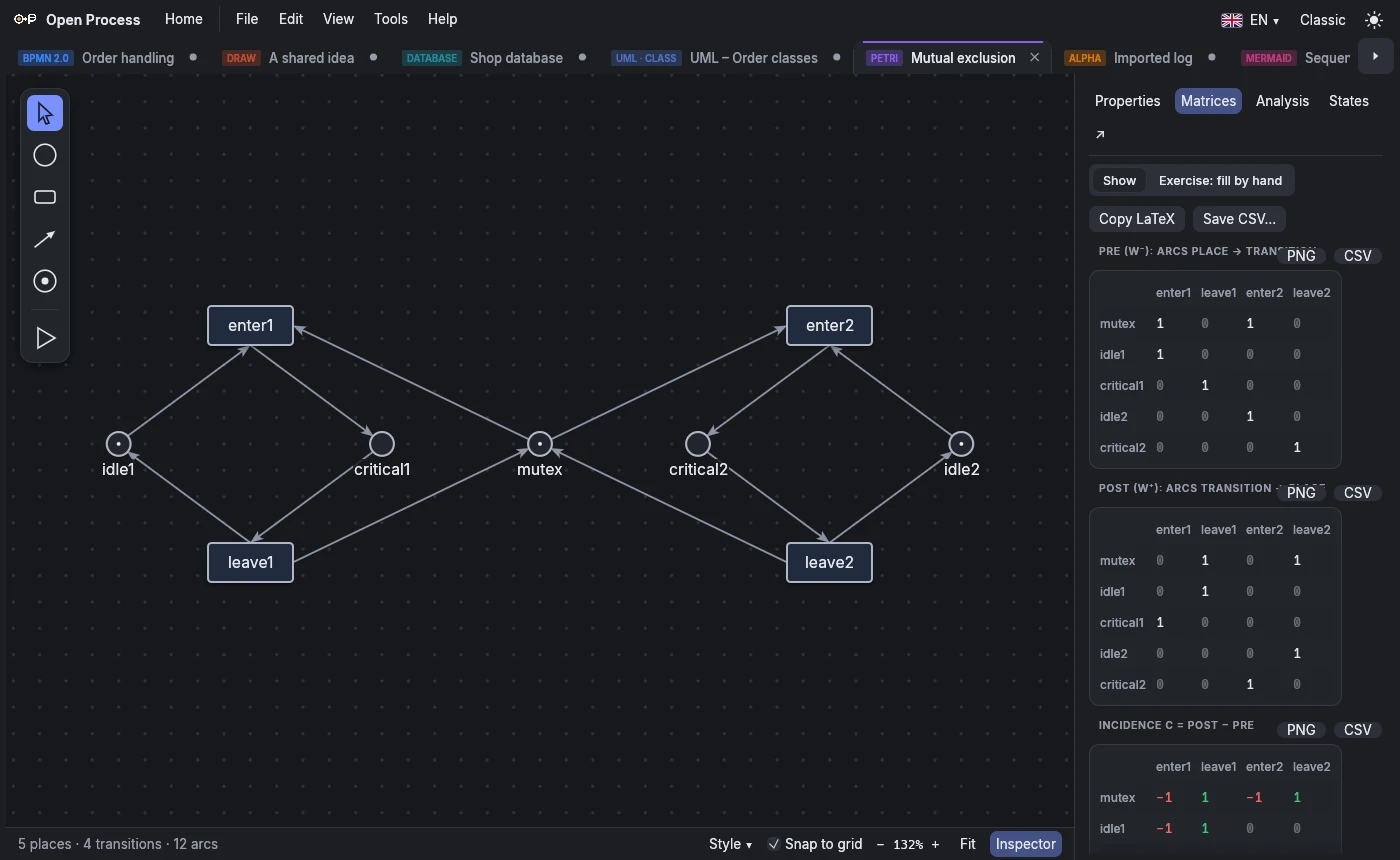 Open Process Home File Edit View Tools Help EN Classic
BPMN 2.0 Order handling DRAW A shared idea DATABASE Shop database UML · CLASS UML – Order classes PETRI Mutual exclusion ALPHA Imported log MERMAID Sequer
Properties Matrices Analysis States
Show Exercise: fill by hand
Copy LaTeX Save CSV...
PRE (W⁻): ARCS PLACE → PNG CSV
enter1 leave1 enter2 leave2
mutex 1 0 1 0
idle1 1 0 0 0
critical1 0 1 0 0
idle2 0 0 1 0
critical2 0 0 0 1
POST (W⁺): ARCS TRANSITION PNG CSV
enter1 leave1 enter2 leave2
mutex 0 1 0 1
idle1 0 1 0 0
critical1 1 0 0 0
idle2 0 0 0 1
critical2 0 0 1 0
INCIDENCE C = POST − PRE PNG CSV
enter1 leave1 enter2 leave2
mutex −1 1 −1 1
idle1 −1 1 0 0
enter1 enter2
idle1 critical1 mutex critical2 idle2
leave1 leave2
5 places · 4 transitions · 12 arcs Style Snap to grid − 132% + Fit Inspector